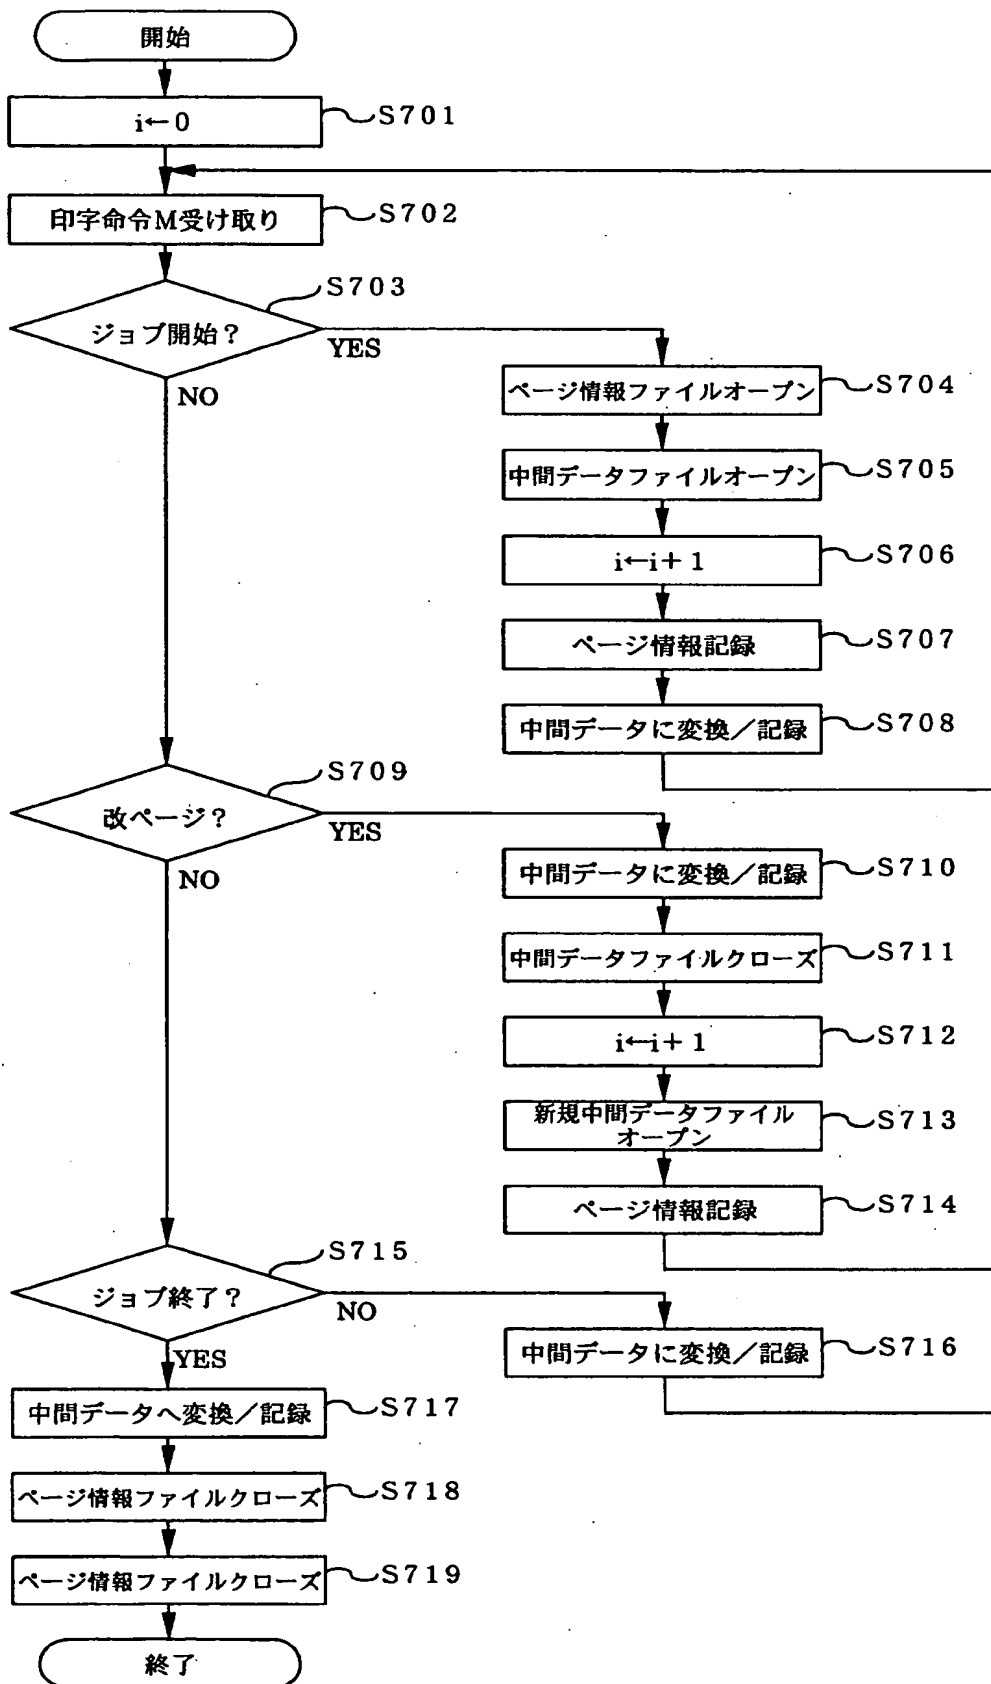 開始
i←0
S701
印字命令M受け取り
S702
ジョブ開始?
S703
YES
NO
ページ情報ファイルオープン
S704
中間データファイルオープン
S705
i←i+1
S706
ページ情報記録
S707
中間データに変換/記録
S708
改ページ?
S709
YES
NO
中間データに変換/記録
S710
中間データファイルクローズ
S711
i←i+1
S712
新規中間データファイル
オープン
S713
ページ情報記録
S714
ジョブ終了?
S715
NO
YES
中間データに変換/記録
S716
中間データへ変換/記録
S717
ページ情報ファイルクローズ
S718
ページ情報ファイルクローズ
S719
終了